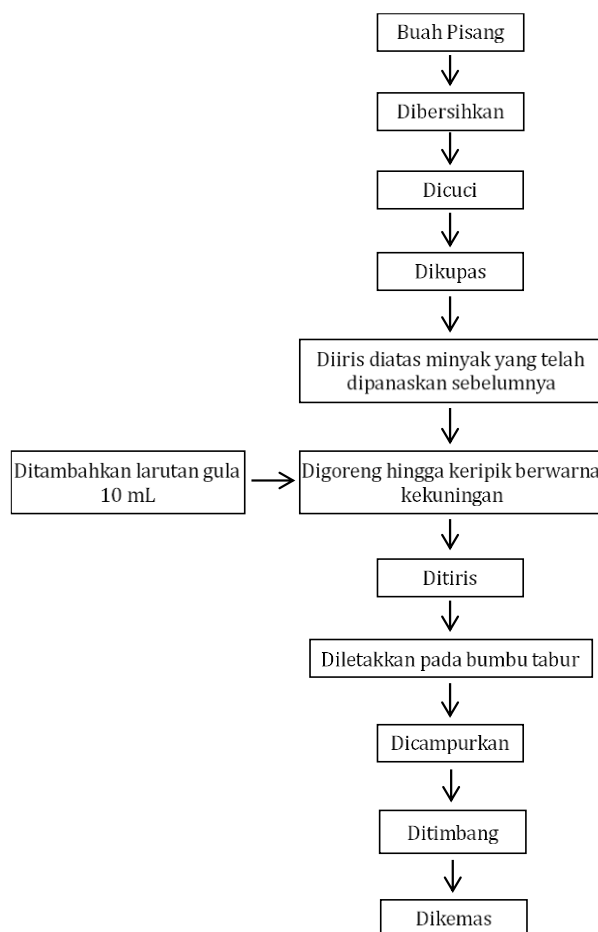 Buah Pisang
Dibersihkan
Dicuci
Dikupas
Diiris diatas minyak yang telah
dipanaskan sebelumnya
Ditambahkan larutan gula
10 mL
Digoreng hingga keripik berwarna
kekuningan
Ditiris
Diletakkan pada bumbu tabur
Dicampurkan
Ditimbang
Dikemas